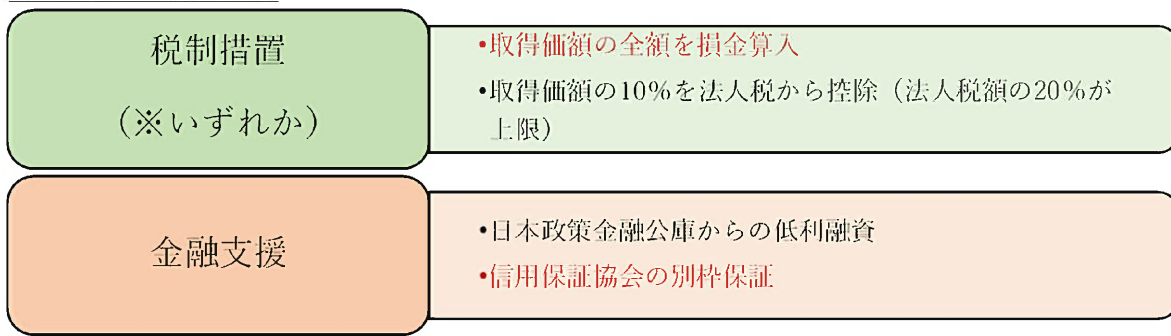 税制措置
（※いずれか）
•取得価額の全額を損金算入
•取得価額の10%を法人税から控除（法人税額の20%が
上限）
金融支援
•日本政策金融公庫からの低利融資
•信用保証協会の別枠保証